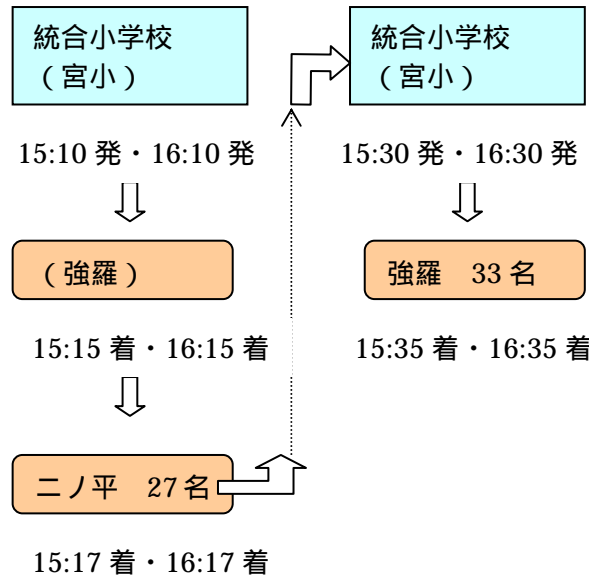 統合小学校
（宮小）
15:10 発・16:10 発
（強羅）
15:15 着・16:15 着
二ノ平　27 名
15:17 着・16:17 着
統合小学校
（宮小）
15:30 発・16:30 発
強羅　33 名
15:35 着・16:35 着